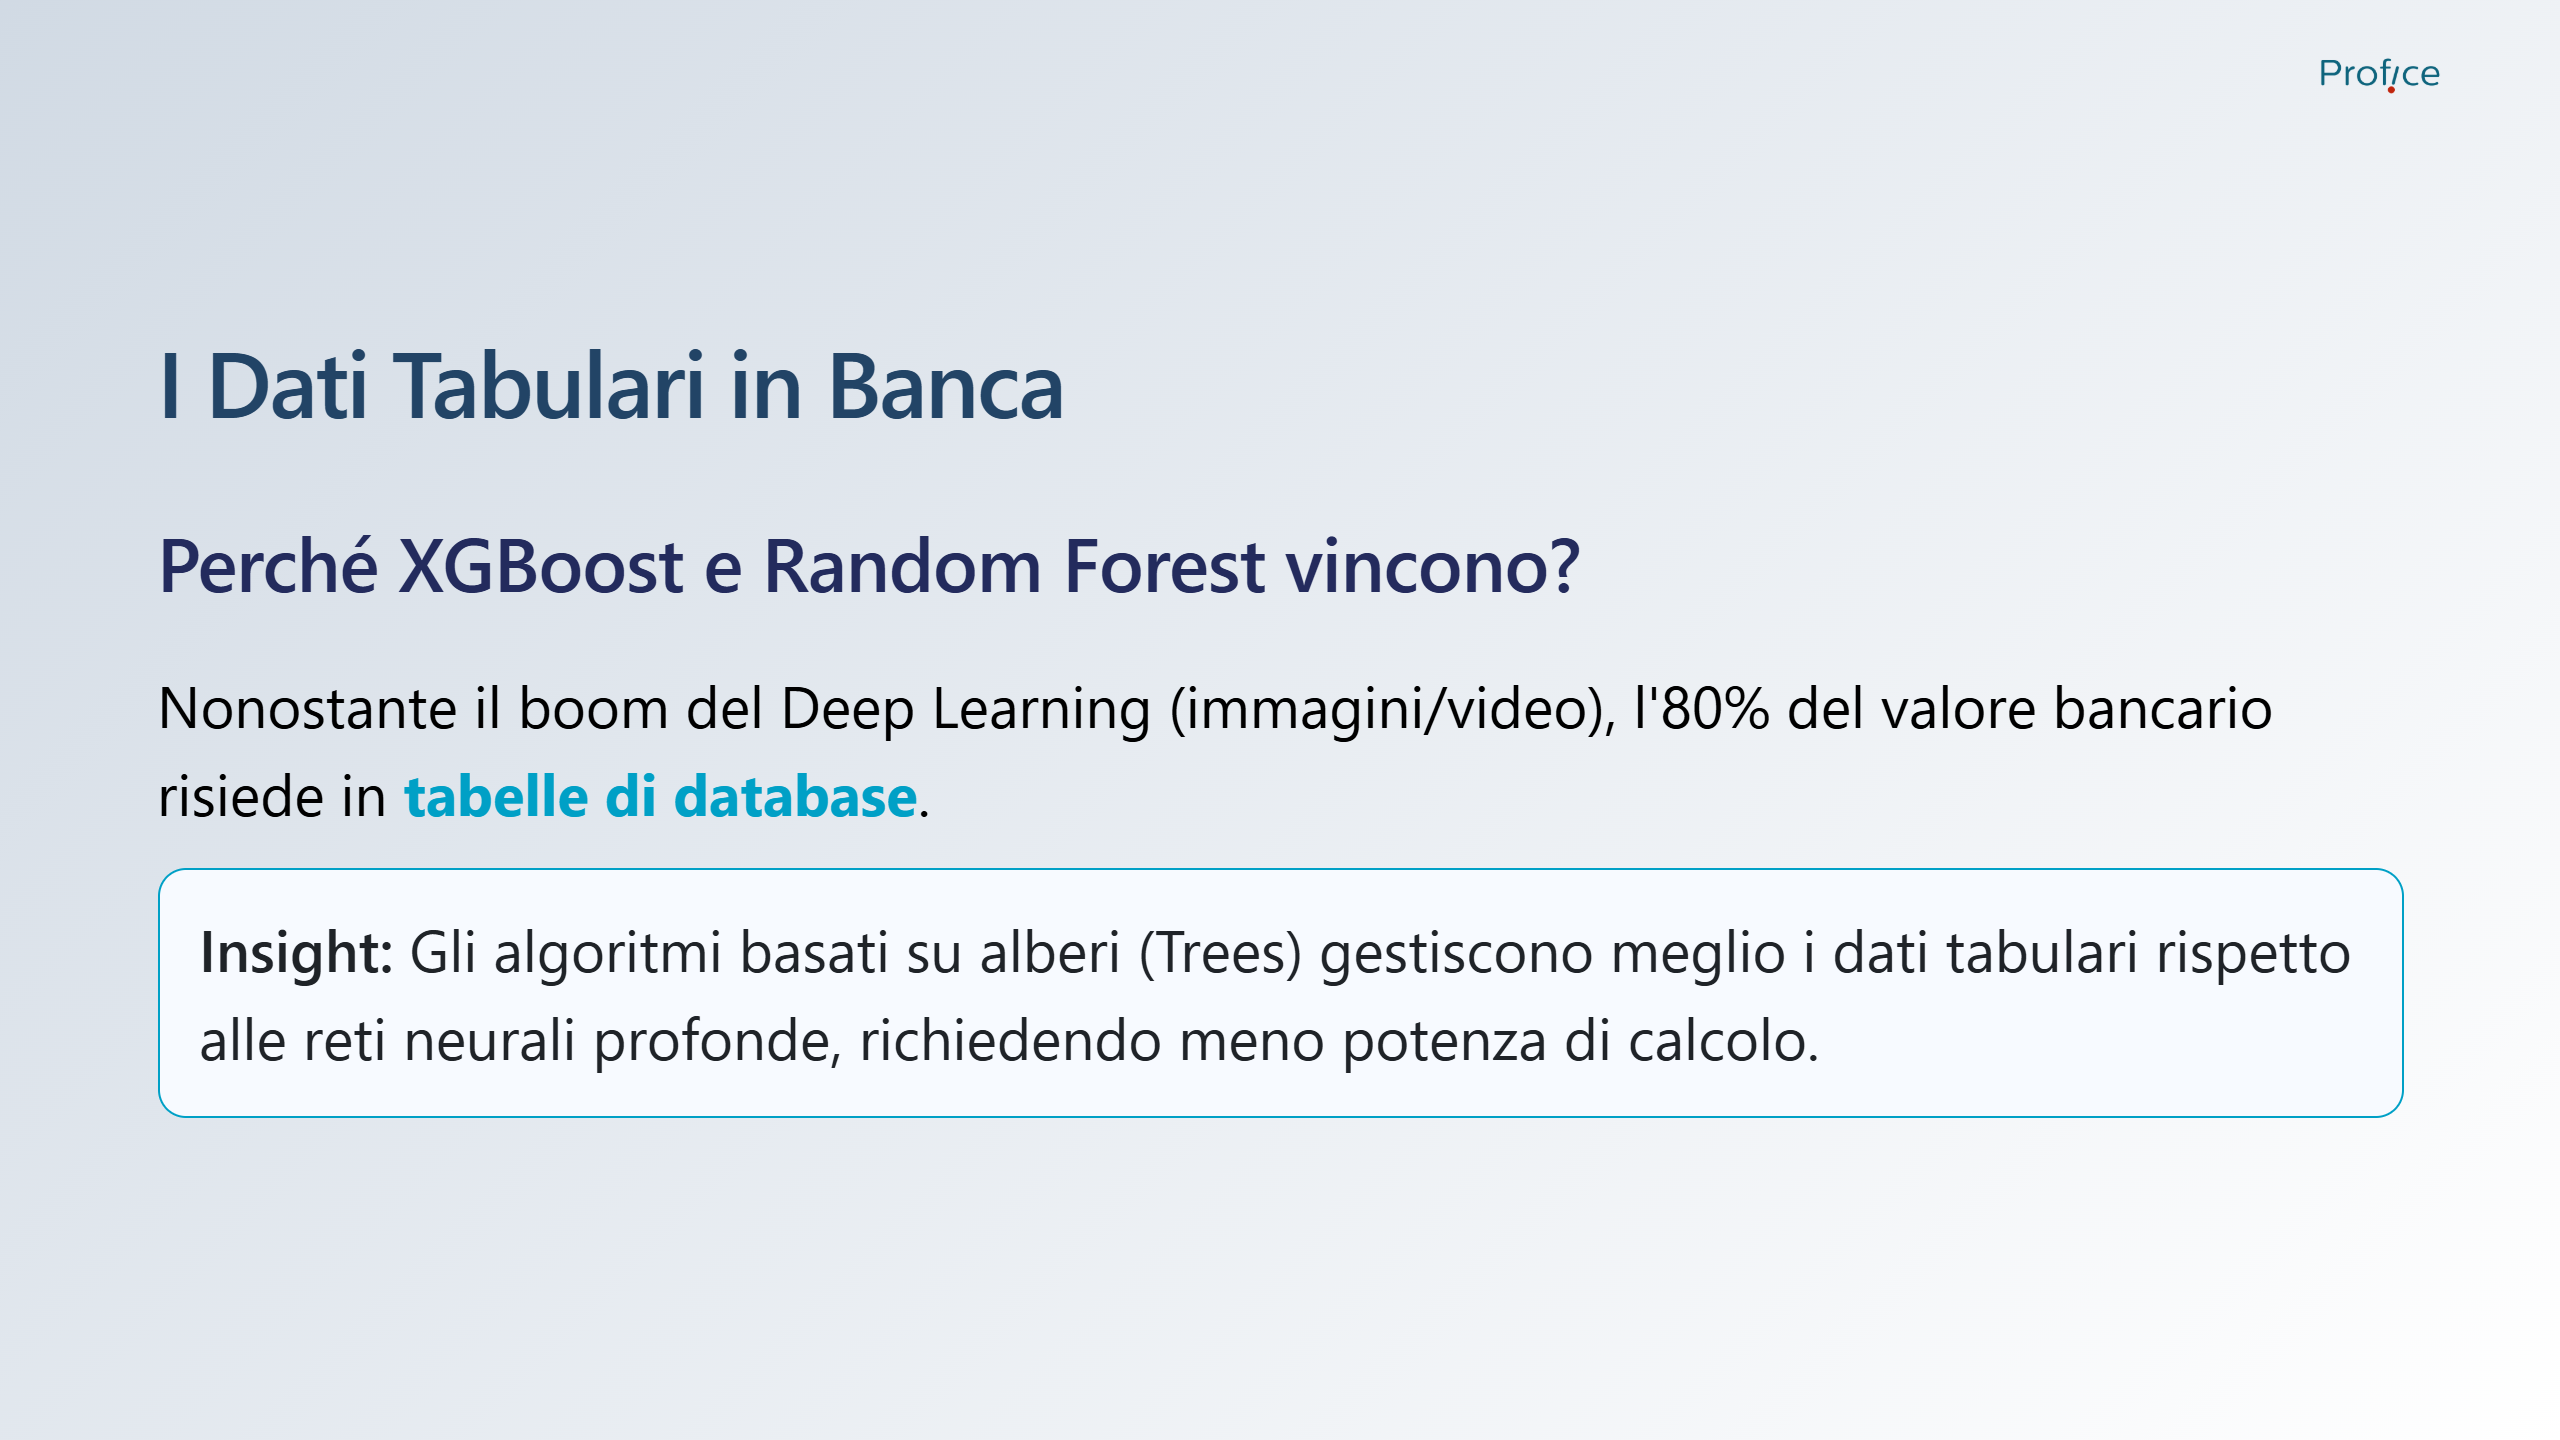 Profice
I Dati Tabulari in Banca
Perché XGBoost e Random Forest vincono?
Nonostante il boom del Deep Learning (immagini/video), l'80% del valore bancario
risiede in tabelle di database.
Insight: Gli algoritmi basati su alberi (Trees) gestiscono meglio i dati tabulari rispetto
alle reti neurali profonde, richiedendo meno potenza di calcolo.